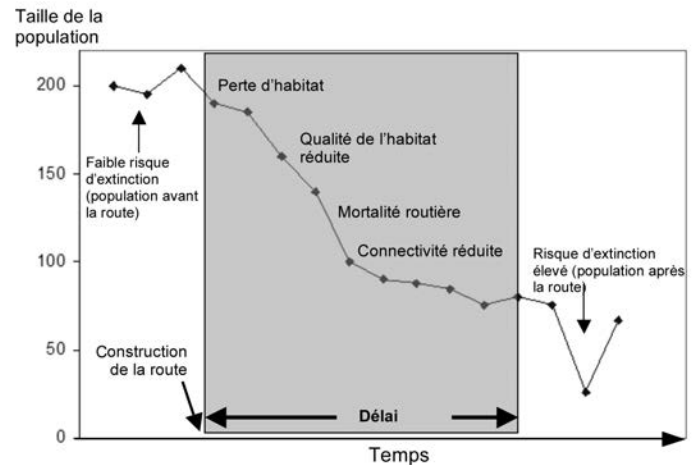 Taille de la
population
200
150
100
50
0
Perte d'habitat
Qualité de l'habitat
réduite
Mortalité routière
Connectivité réduite
Faible risque
d'extinction
(population avant
la route)
Risque d'extinction
élevé (population après
la route)
Construction
de la route
Délai
Temps